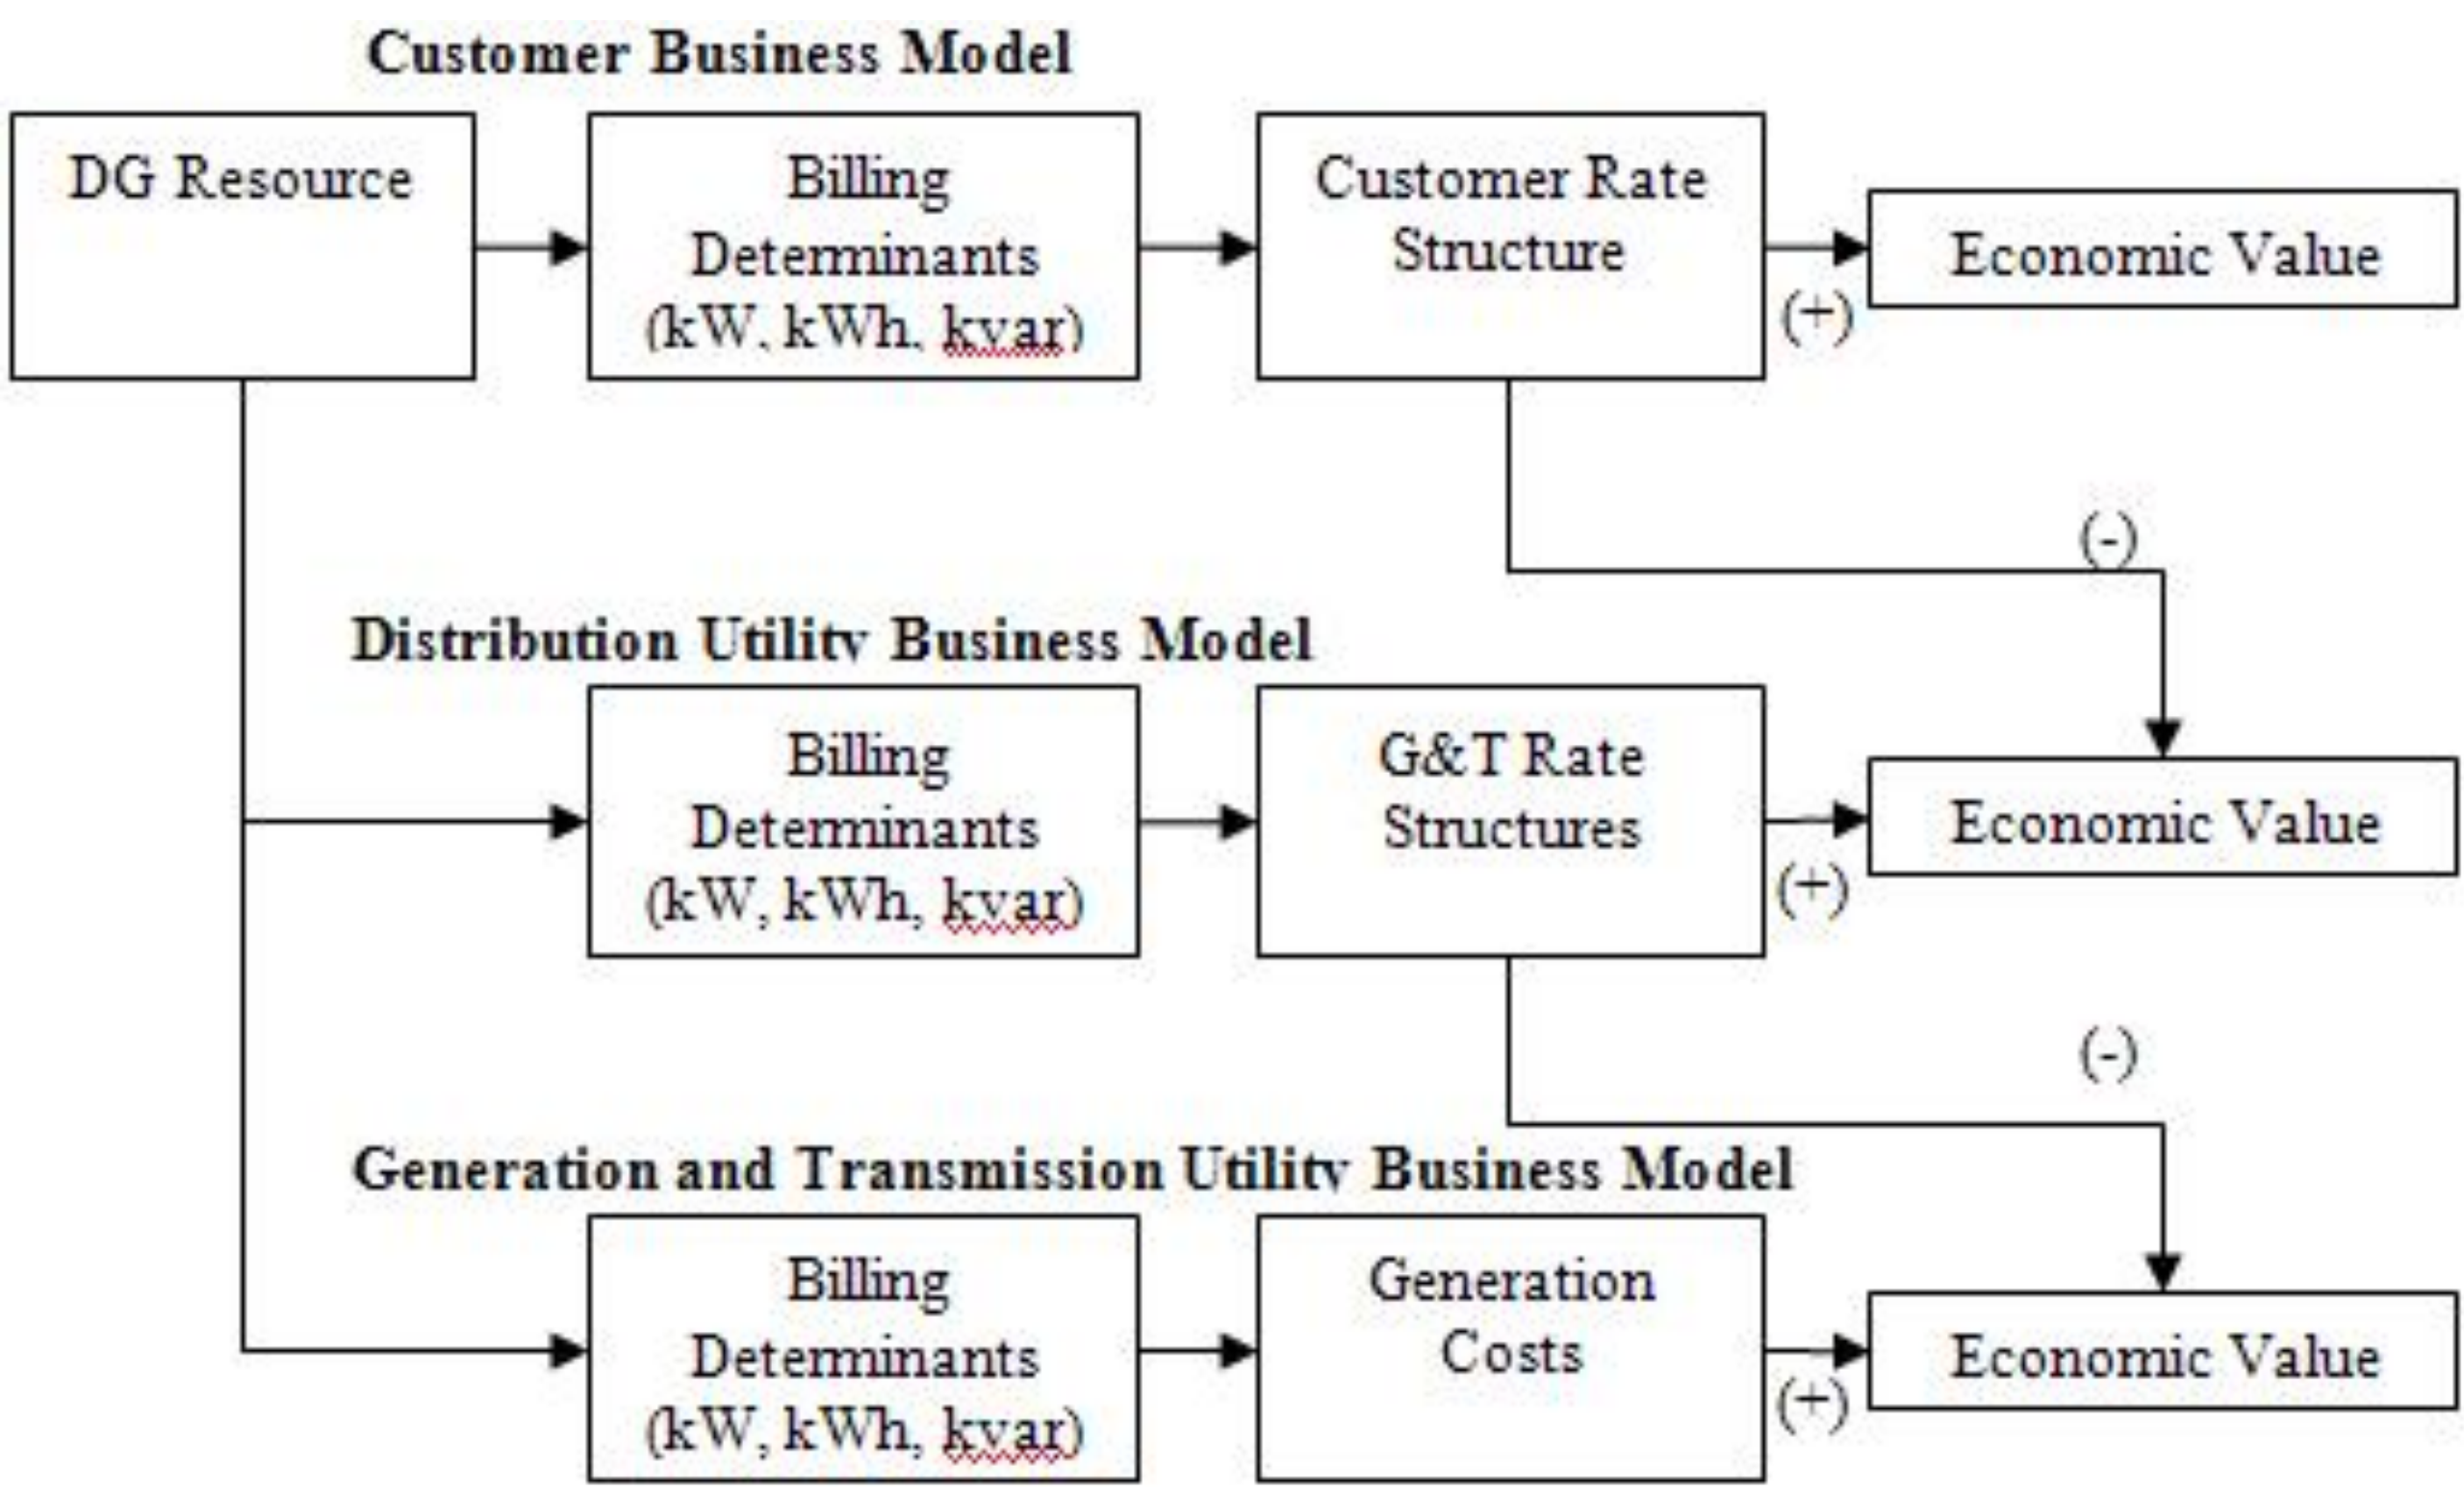 Customer Business Model
DG Resource
Billing
Determinants
(kW, kWh, kvar)
Customer Rate
Structure
(+)
Economic Value
(-)
Distribution Utility Business Model
Billing
Determinants
(kW, kWh, kvar)
G&T Rate
Structures
(+)
Economic Value
(-)
Generation and Transmission Utility Business Model
Billing
Determinants
(kW, kWh, kvar)
Generation
Costs
(+)
Economic Value